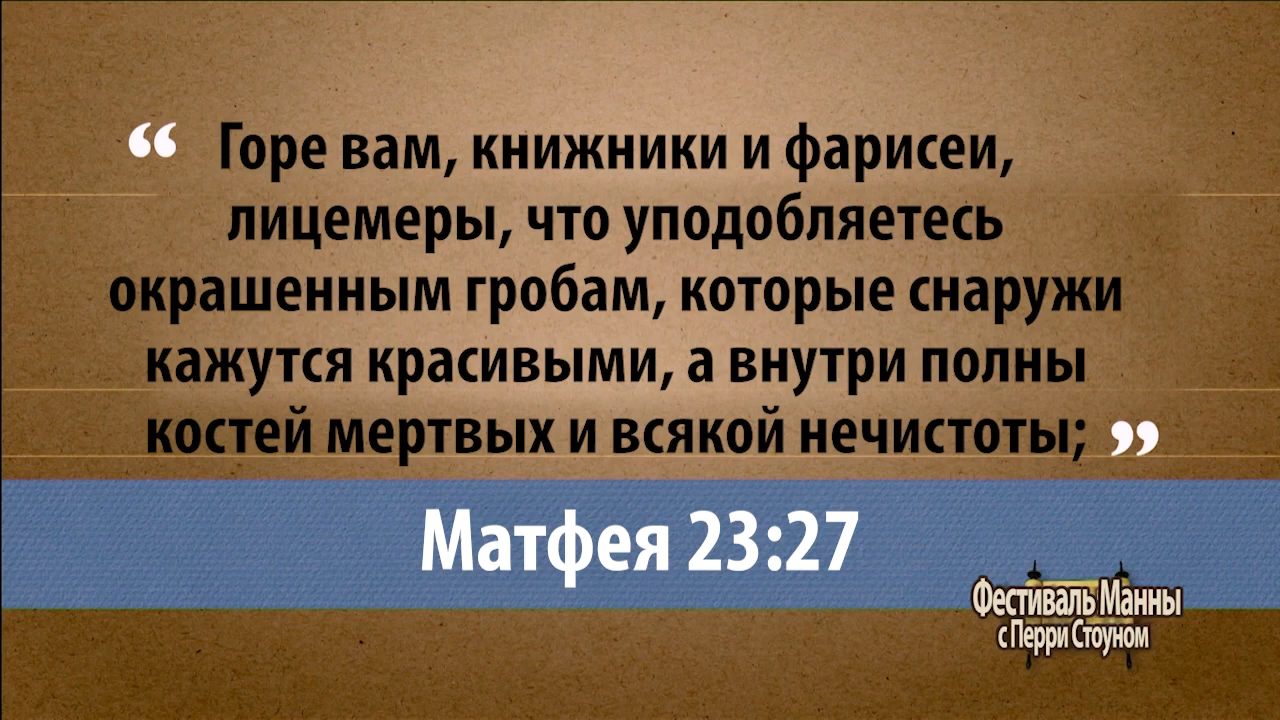 “ Горе вам, книжники и фарисеи,
лицемеры, что уподобляетесь
окрашенным гробам, которые снаружи
кажутся красивыми, а внутри полны
костей мертвых и всякой нечистоты; ”
Матфея 23:27
Фестиваль Манны
с Перри Стоуном